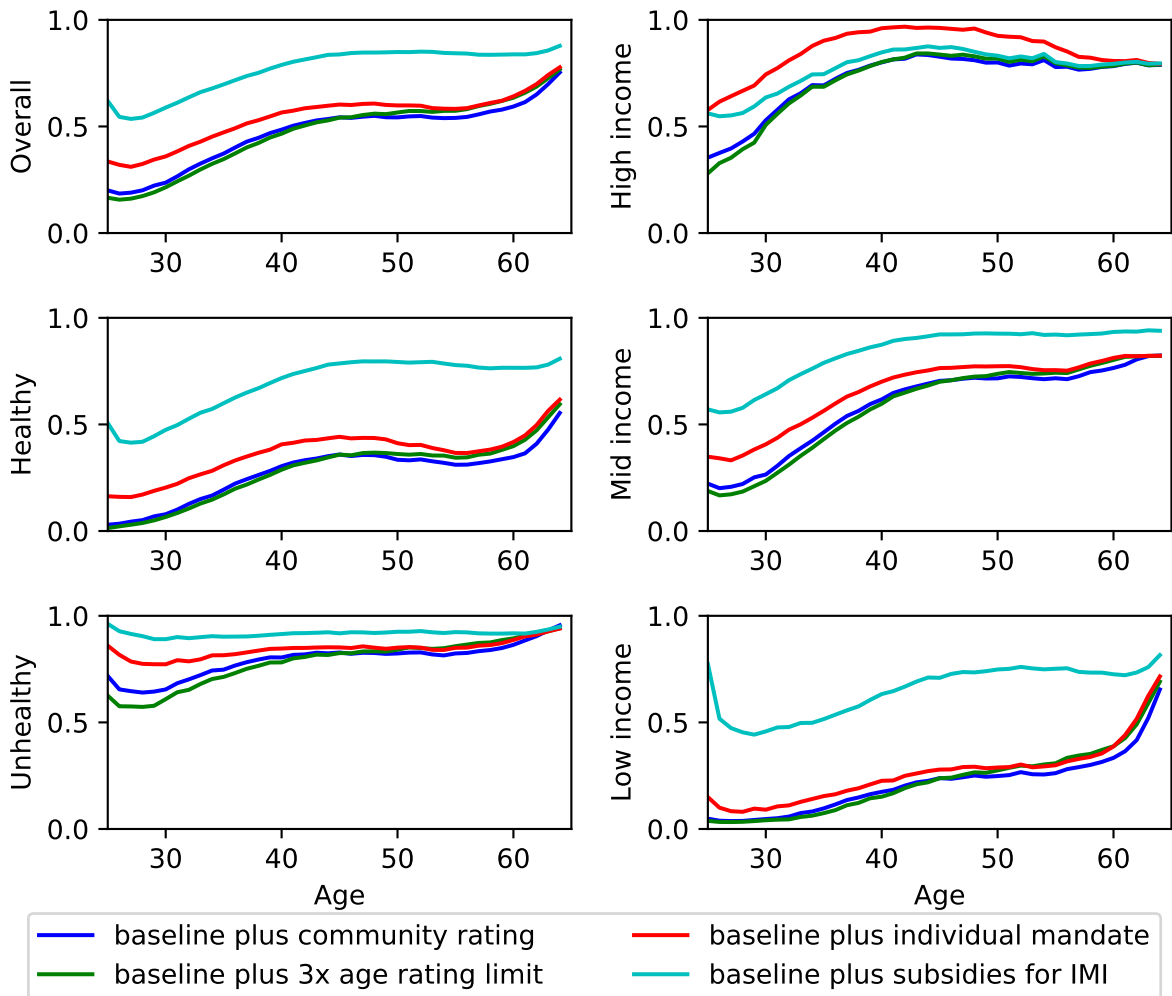 1.0
0.5
0.0
Overall
30 40 50 60
1.0
0.5
0.0
High income
30 40 50 60
1.0
0.5
0.0
Healthy
30 40 50 60
1.0
0.5
0.0
Mid income
30 40 50 60
1.0
0.5
0.0
Unhealthy
30 40 50 60
Age
1.0
0.5
0.0
Low income
30 40 50 60
Age
baseline plus community rating
baseline plus 3x age rating limit
baseline plus individual mandate
baseline plus subsidies for IMI